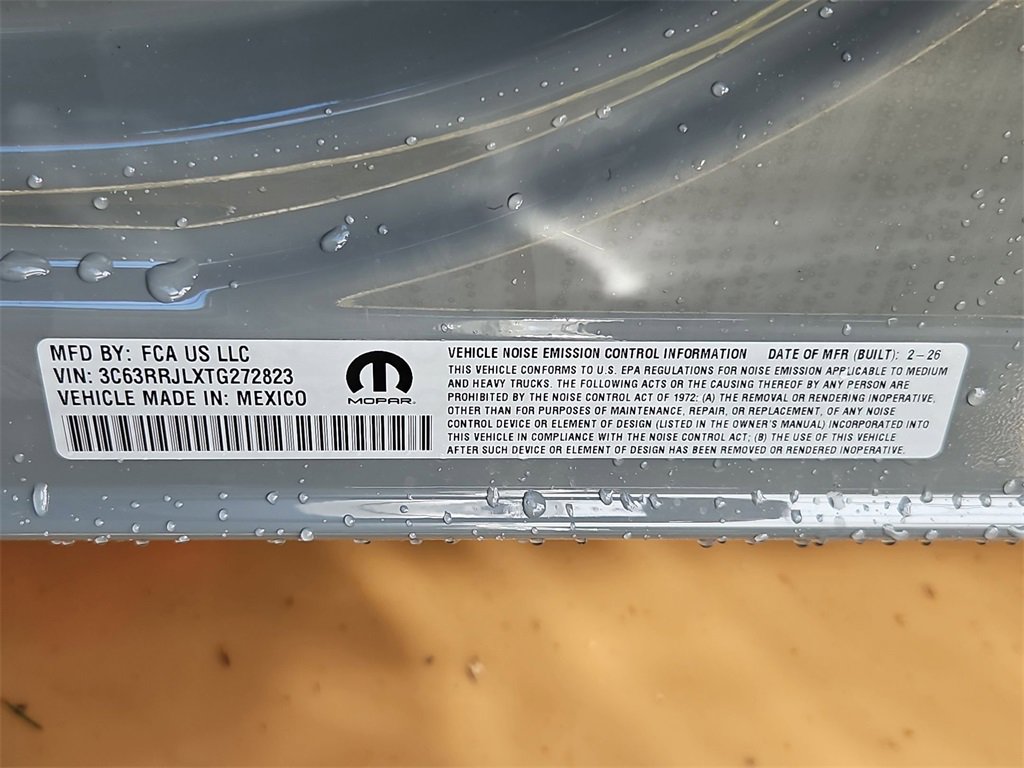 MFD BY: FCA US LLC
VIN: 3C63RRJLXTG272823
VEHICLE MADE IN: MEXICO
MOPAR.
VEHICLE NOISE EMISSION CONTROL INFORMATION DATE OF MFR (BUILT): 2-26
THIS VEHICLE CONFORMS TO U.S. EPA REGULATIONS FOR NOISE EMISSION APPLICABLE TO MEDIUM
AND HEAVY TRUCKS. THE FOLLOWING ACTS OR THE CAUSING THEREOF BY ANY PERSON ARE
PROHIBITED BY THE NOISE CONTROL ACT OF 1972: (A) THE REMOVAL OR RENDERING INOPERATIVE,
OTHER THAN FOR PURPOSES OF MAINTENANCE, REPAIR, OR REPLACEMENT, OF ANY NOISE
CONTROL DEVICE OR ELEMENT OF DESIGN (LISTED IN THE OWNER'S MANUAL) INCORPORATED INTO
THIS VEHICLE IN COMPLIANCE WITH THE NOISE CONTROL ACT; (B) THE USE OF THIS VEHICLE
AFTER SUCH DEVICE OR ELEMENT OF DESIGN HAS BEEN REMOVED OR RENDERED INOPERATIVE.